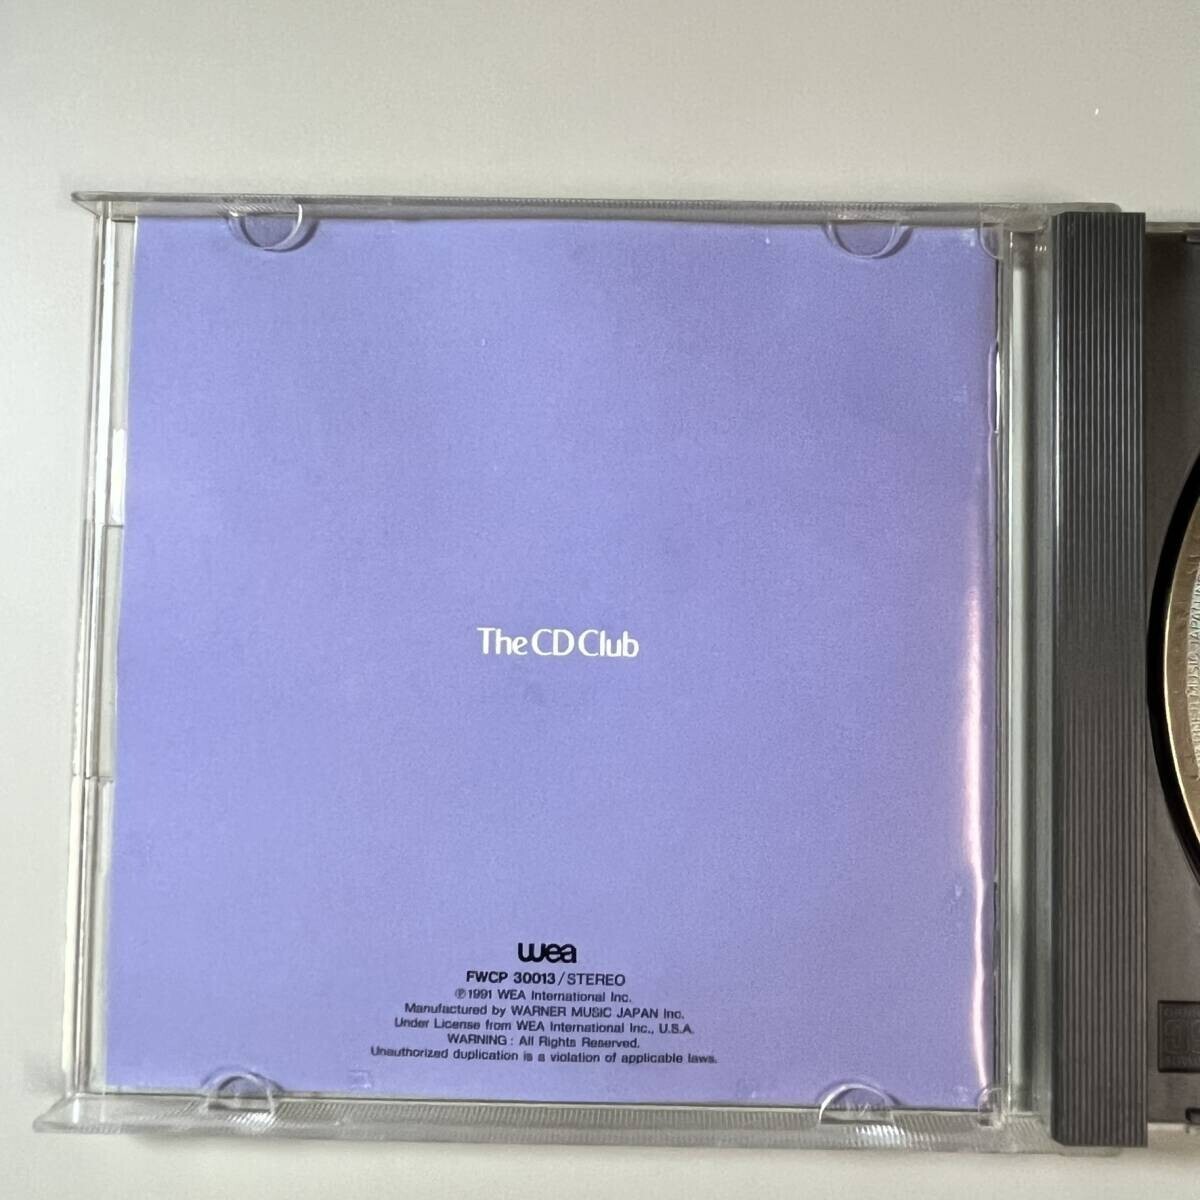 The CD Club
wea
FWCP 30013/STEREO
℗1991 WEA International Inc.
Manufactured by WARNER MUSIC JAPAN Inc.
Under License from WEA International Inc., U.S.A.
WARNING : All Rights Reserved.
Unauthorized duplication is a violation of applicable laws.